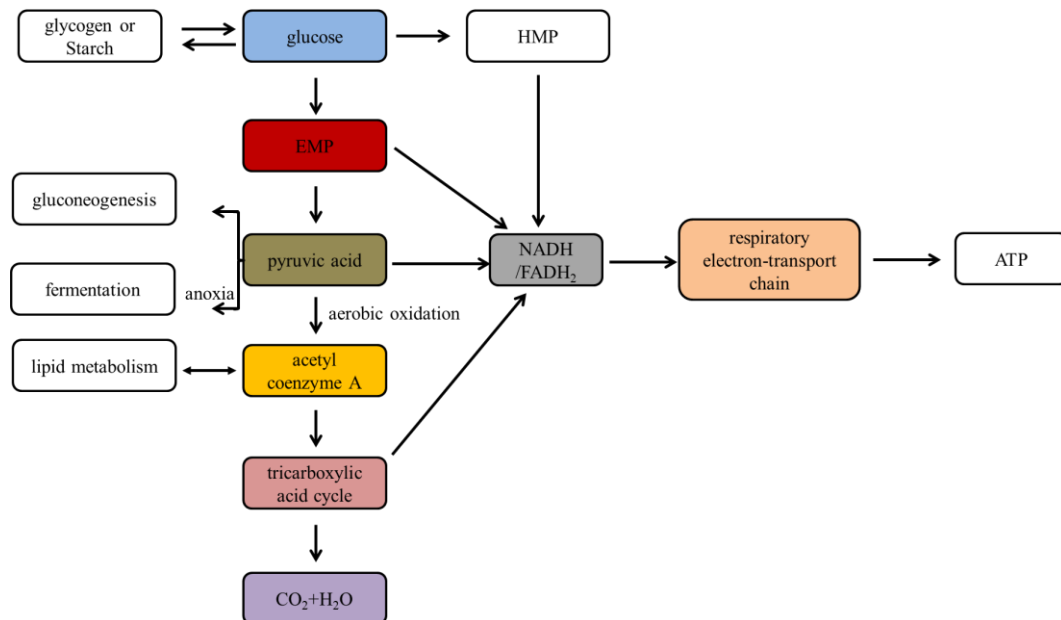 glycogen or
Starch
glucose
HMP
EMP
gluconeogenesis
pyruvic acid
NADH
/FADH₂
respiratory
electron-transport
chain
ATP
fermentation
anoxia
aerobic oxidation
lipid metabolism
acetyl
coenzyme A
tricarboxylic
acid cycle
CO₂+H₂O